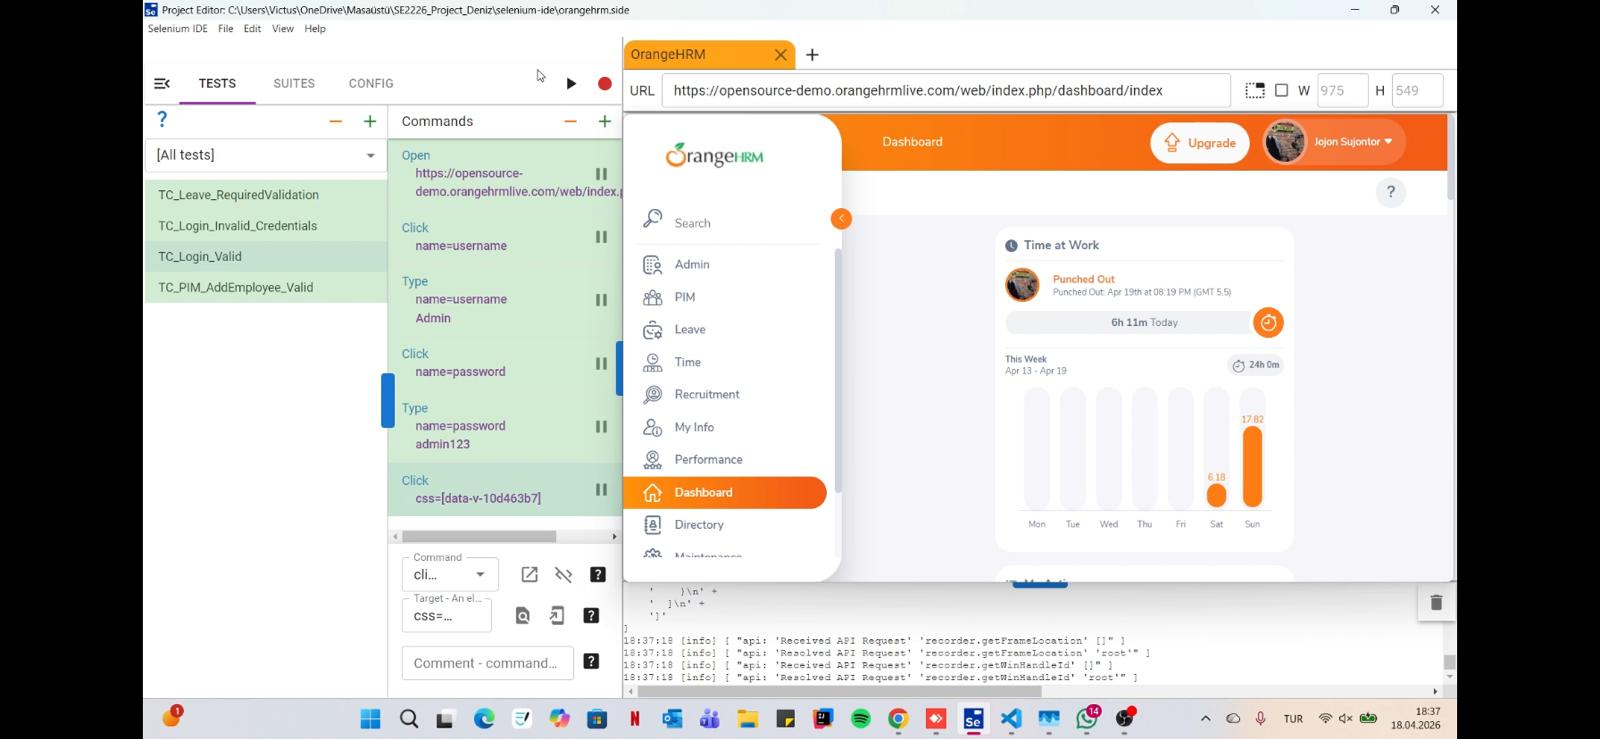 Project Editor: C:\Users\Victus\OneDrive\Masaüstü\SE2226_Project_Deniz\selenium-ide\orangehrm.side
Selenium IDE File Edit View Help
TESTS SUITES CONFIG
[All tests]
TC_Leave_RequiredValidation
TC_Login_Invalid_Credentials
TC_Login_Valid
TC_PIM_AddEmployee_Valid
Commands
Open
https://opensource-
demo.orangehrmlive.com/web/index.p
Click
name=username
Type
name=username
Admin
Click
name=password
Type
name=password
admin123
Click
css=[data-v-10d463b7]
Command
cli...
Target - An el...
css=...
Comment - command...
OrangeHRM
URL https://opensource-demo.orangehrmlive.com/web/index.php/dashboard/index W 975 H 549
OrangeHRM
Search
Admin
PIM
Leave
Time
Recruitment
My Info
Performance
Dashboard
Directory
Maintenance
Dashboard
Upgrade
Jojon Sujontor
?
Time at Work
Punched Out
Punched Out: Apr 19th at 08:19 PM (GMT 5.5)
6h 11m Today
This Week
Apr 13 - Apr 19
24h 0m
17.82
6.18
Mon Tue Wed Thu Fri Sat Sun
' }\n' +
' ]\n' +
']'
]
18:37:18 [info] [ "api: 'Received API Request' 'recorder.getFrameLocation' []" ]
18:37:18 [info] [ "api: 'Resolved API Request' 'recorder.getFrameLocation' 'root'" ]
18:37:18 [info] [ "api: 'Received API Request' 'recorder.getWinHandleId' []" ]
18:37:18 [info] [ "api: 'Resolved API Request' 'recorder.getWinHandleId' 'root'" ]
1
14
TUR
18:37
18.04.2026